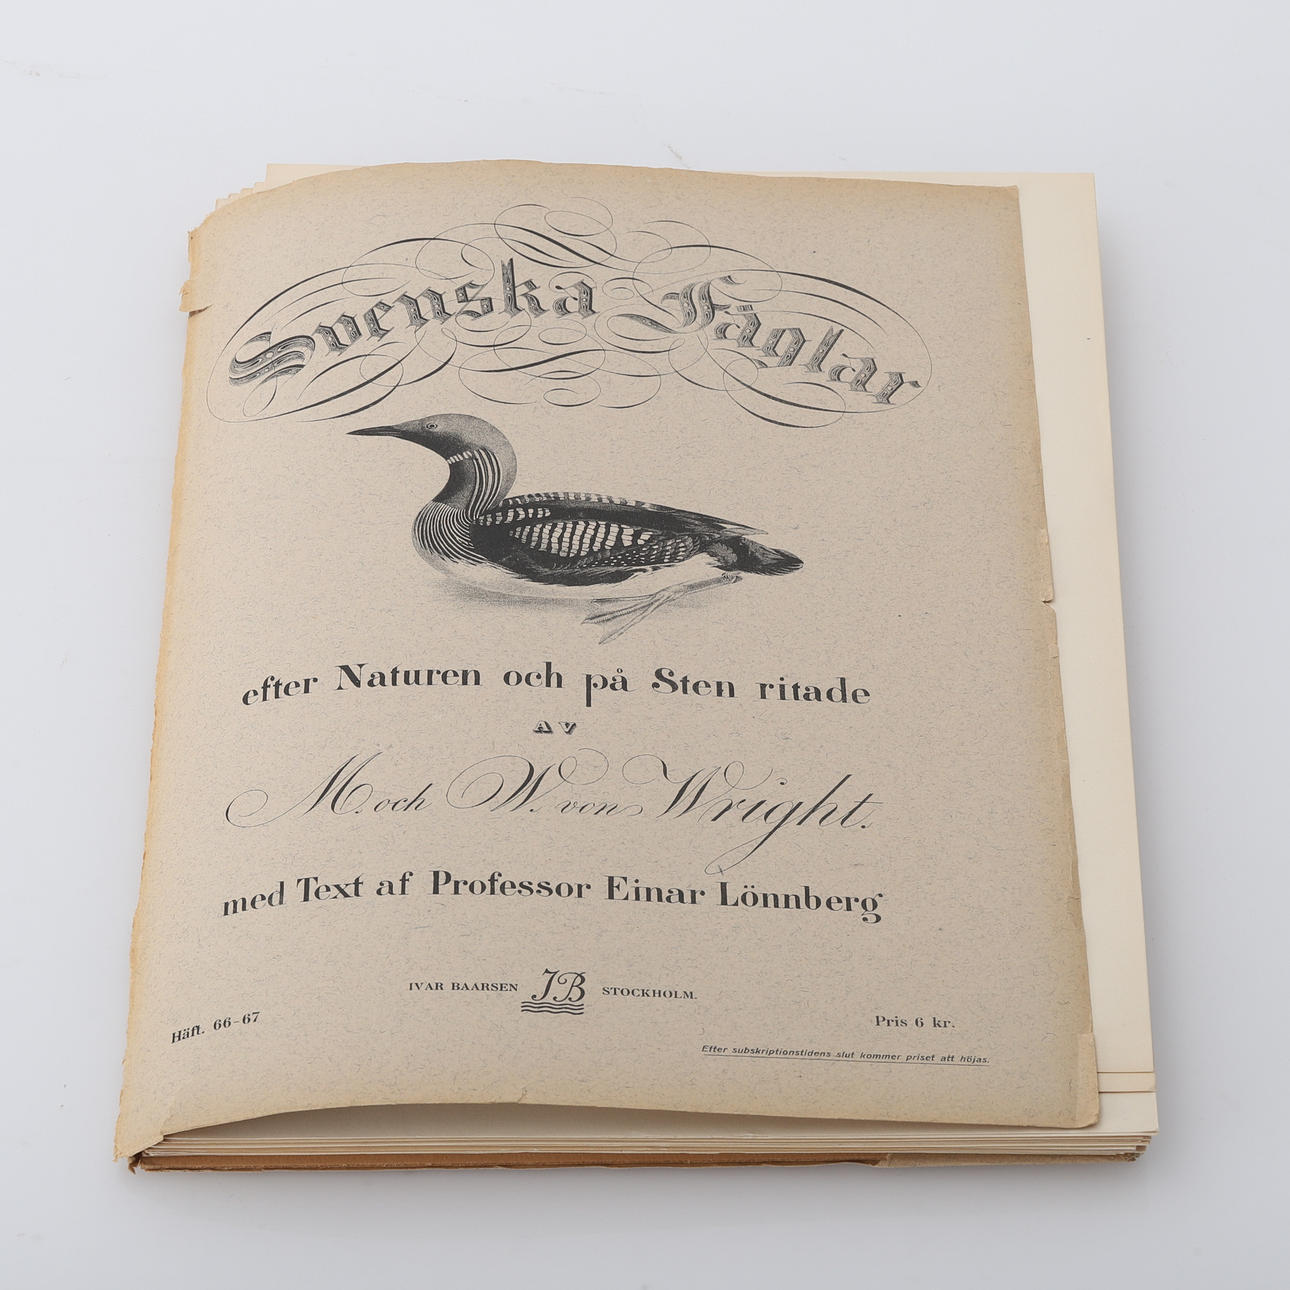 Svenska Fåglar
efter Naturen och på Sten ritade
AV
M. och W. von Wright.
med Text af Professor Einar Lönnberg
IVAR BAARSEN JB STOCKHOLM.
Häft. 66-67
Pris 6 kr.
Efter subskriptionstidens slut kommer priset att höjas.